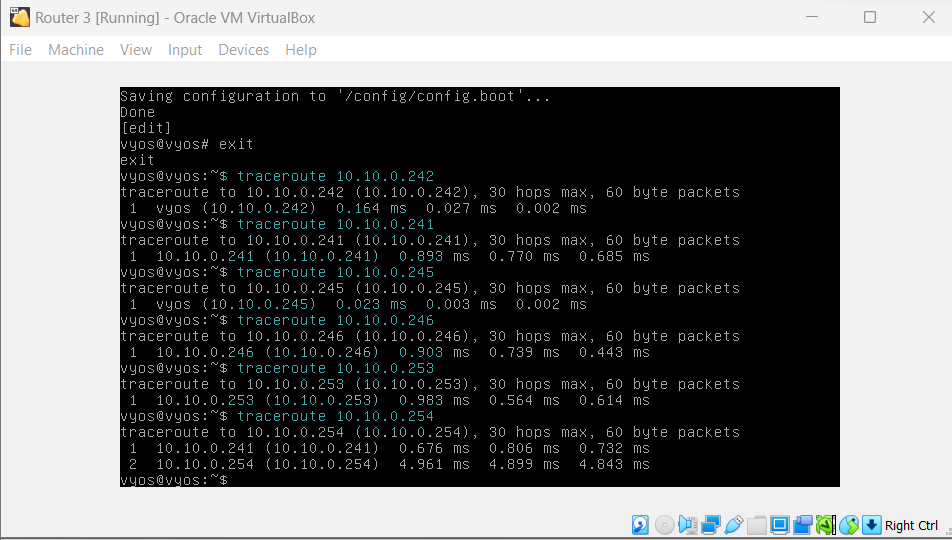 Router 3 [Running] - Oracle VM VirtualBox
File Machine View Input Devices Help
Saving configuration to '/config/config.boot'...
Done
[edit]
vyos@vyos# exit
exit
vyos@vyos:~$ traceroute 10.10.0.242
traceroute to 10.10.0.242 (10.10.0.242), 30 hops max, 60 byte packets
 1  vyos (10.10.0.242)  0.164 ms  0.027 ms  0.002 ms
vyos@vyos:~$ traceroute 10.10.0.241
traceroute to 10.10.0.241 (10.10.0.241), 30 hops max, 60 byte packets
 1  10.10.0.241 (10.10.0.241)  0.893 ms  0.770 ms  0.685 ms
vyos@vyos:~$ traceroute 10.10.0.245
traceroute to 10.10.0.245 (10.10.0.245), 30 hops max, 60 byte packets
 1  vyos (10.10.0.245)  0.023 ms  0.003 ms  0.002 ms
vyos@vyos:~$ traceroute 10.10.0.246
traceroute to 10.10.0.246 (10.10.0.246), 30 hops max, 60 byte packets
 1  10.10.0.246 (10.10.0.246)  0.903 ms  0.739 ms  0.443 ms
vyos@vyos:~$ traceroute 10.10.0.253
traceroute to 10.10.0.253 (10.10.0.253), 30 hops max, 60 byte packets
 1  10.10.0.253 (10.10.0.253)  0.983 ms  0.564 ms  0.614 ms
vyos@vyos:~$ traceroute 10.10.0.254
traceroute to 10.10.0.254 (10.10.0.254), 30 hops max, 60 byte packets
 1  10.10.0.241 (10.10.0.241)  0.676 ms  0.806 ms  0.732 ms
 2  10.10.0.254 (10.10.0.254)  4.961 ms  4.899 ms  4.843 ms
vyos@vyos:~$
Right Ctrl